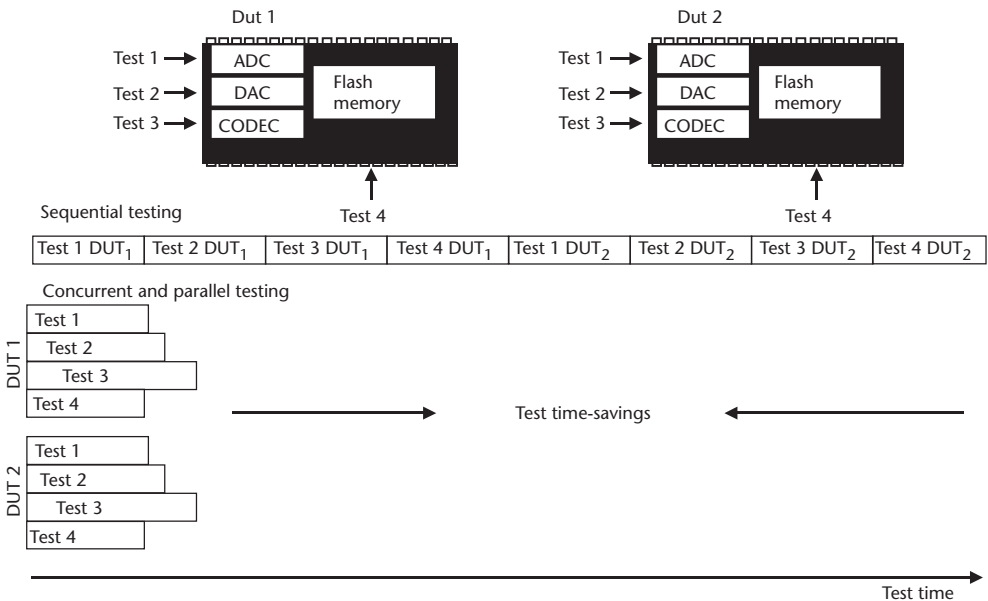 Dut 1
Dut 2
Test 1
ADC
Test 2
DAC
Test 3
CODEC
Flash
memory
Test 4
Test 1
ADC
Test 2
DAC
Test 3
CODEC
Flash
memory
Test 4
Sequential testing
Test 1 DUT1
Test 2 DUT1
Test 3 DUT1
Test 4 DUT1
Test 1 DUT2
Test 2 DUT2
Test 3 DUT2
Test 4 DUT2
Concurrent and parallel testing
DUT 1
Test 1
Test 2
Test 3
Test 4
Test time-savings
DUT 2
Test 1
Test 2
Test 3
Test 4
Test time